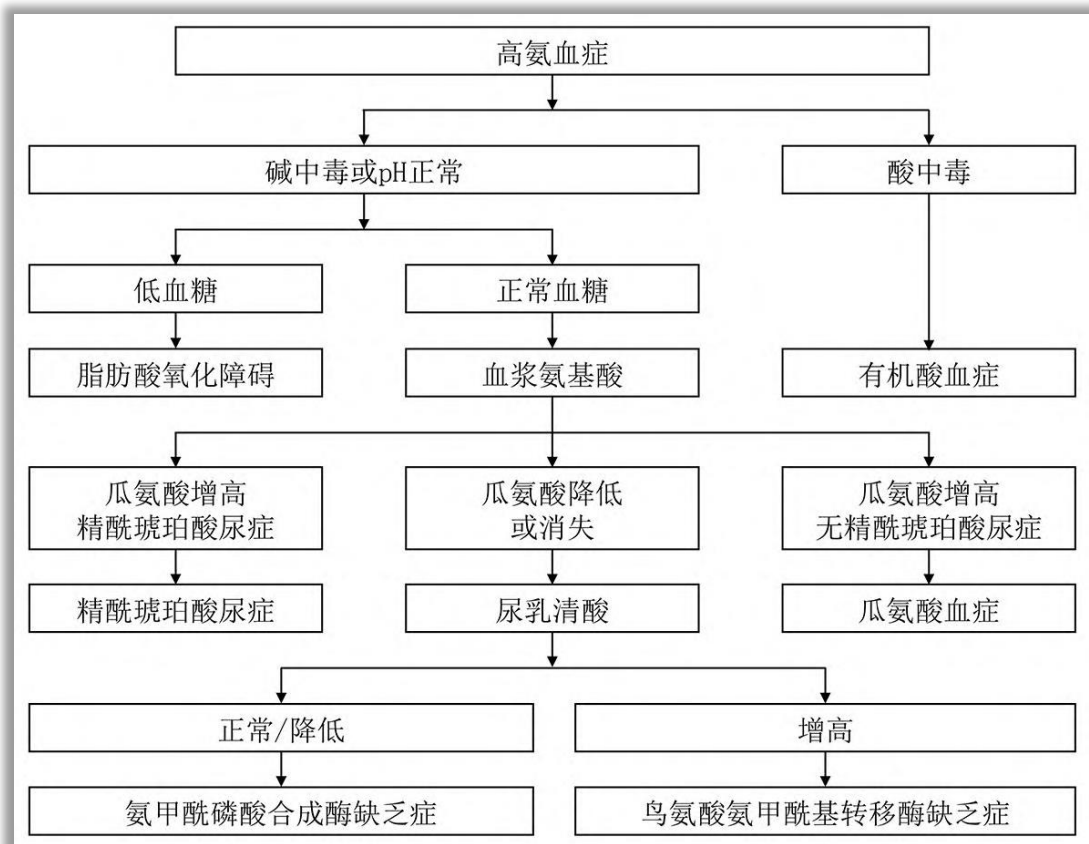 高氨血症
碱中毒或pH正常
酸中毒
低血糖
正常血糖
脂肪酸氧化障碍
血浆氨基酸
有机酸血症
瓜氨酸增高
精酰琥珀酸尿症
瓜氨酸降低
或消失
瓜氨酸增高
无精酰琥珀酸尿症
精酰琥珀酸尿症
尿乳清酸
瓜氨酸血症
正常/降低
增高
氨甲酰磷酸合成酶缺乏症
鸟氨酸氨甲酰基转移酶缺乏症